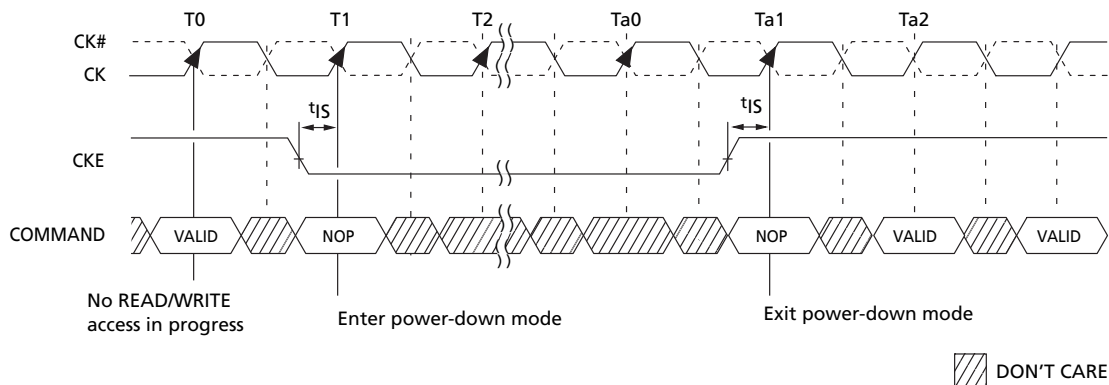 T0 T1 T2 Ta0 Ta1 Ta2
CK#
CK
tIS tIS
CKE
COMMAND VALID NOP NOP VALID VALID
No READ/WRITE
access in progress
Enter power-down mode
Exit power-down mode
DON'T CARE